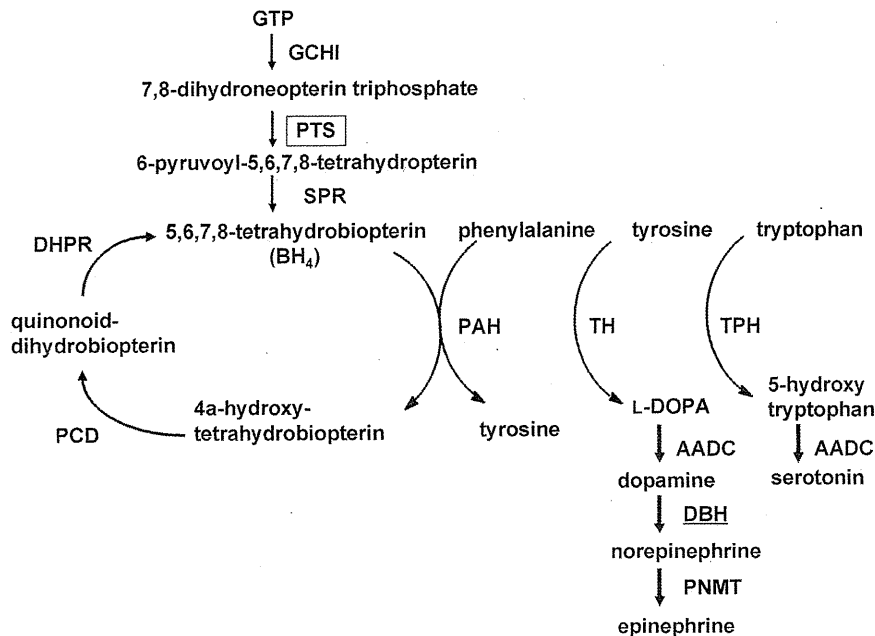 GTP
GCHI
7,8-dihydroneopterin triphosphate
PTS
6-pyruvoyl-5,6,7,8-tetrahydropterin
SPR
DHPR
5,6,7,8-tetrahydrobiopterin
(BH4)
phenylalanine
tyrosine
tryptophan
quinonoid-
dihydrobiopterin
PAH
TH
TPH
PCD
4a-hydroxy-
tetrahydrobiopterin
tyrosine
L-DOPA
5-hydroxy
tryptophan
AADC
AADC
dopamine
serotonin
DBH
norepinephrine
PNMT
epinephrine